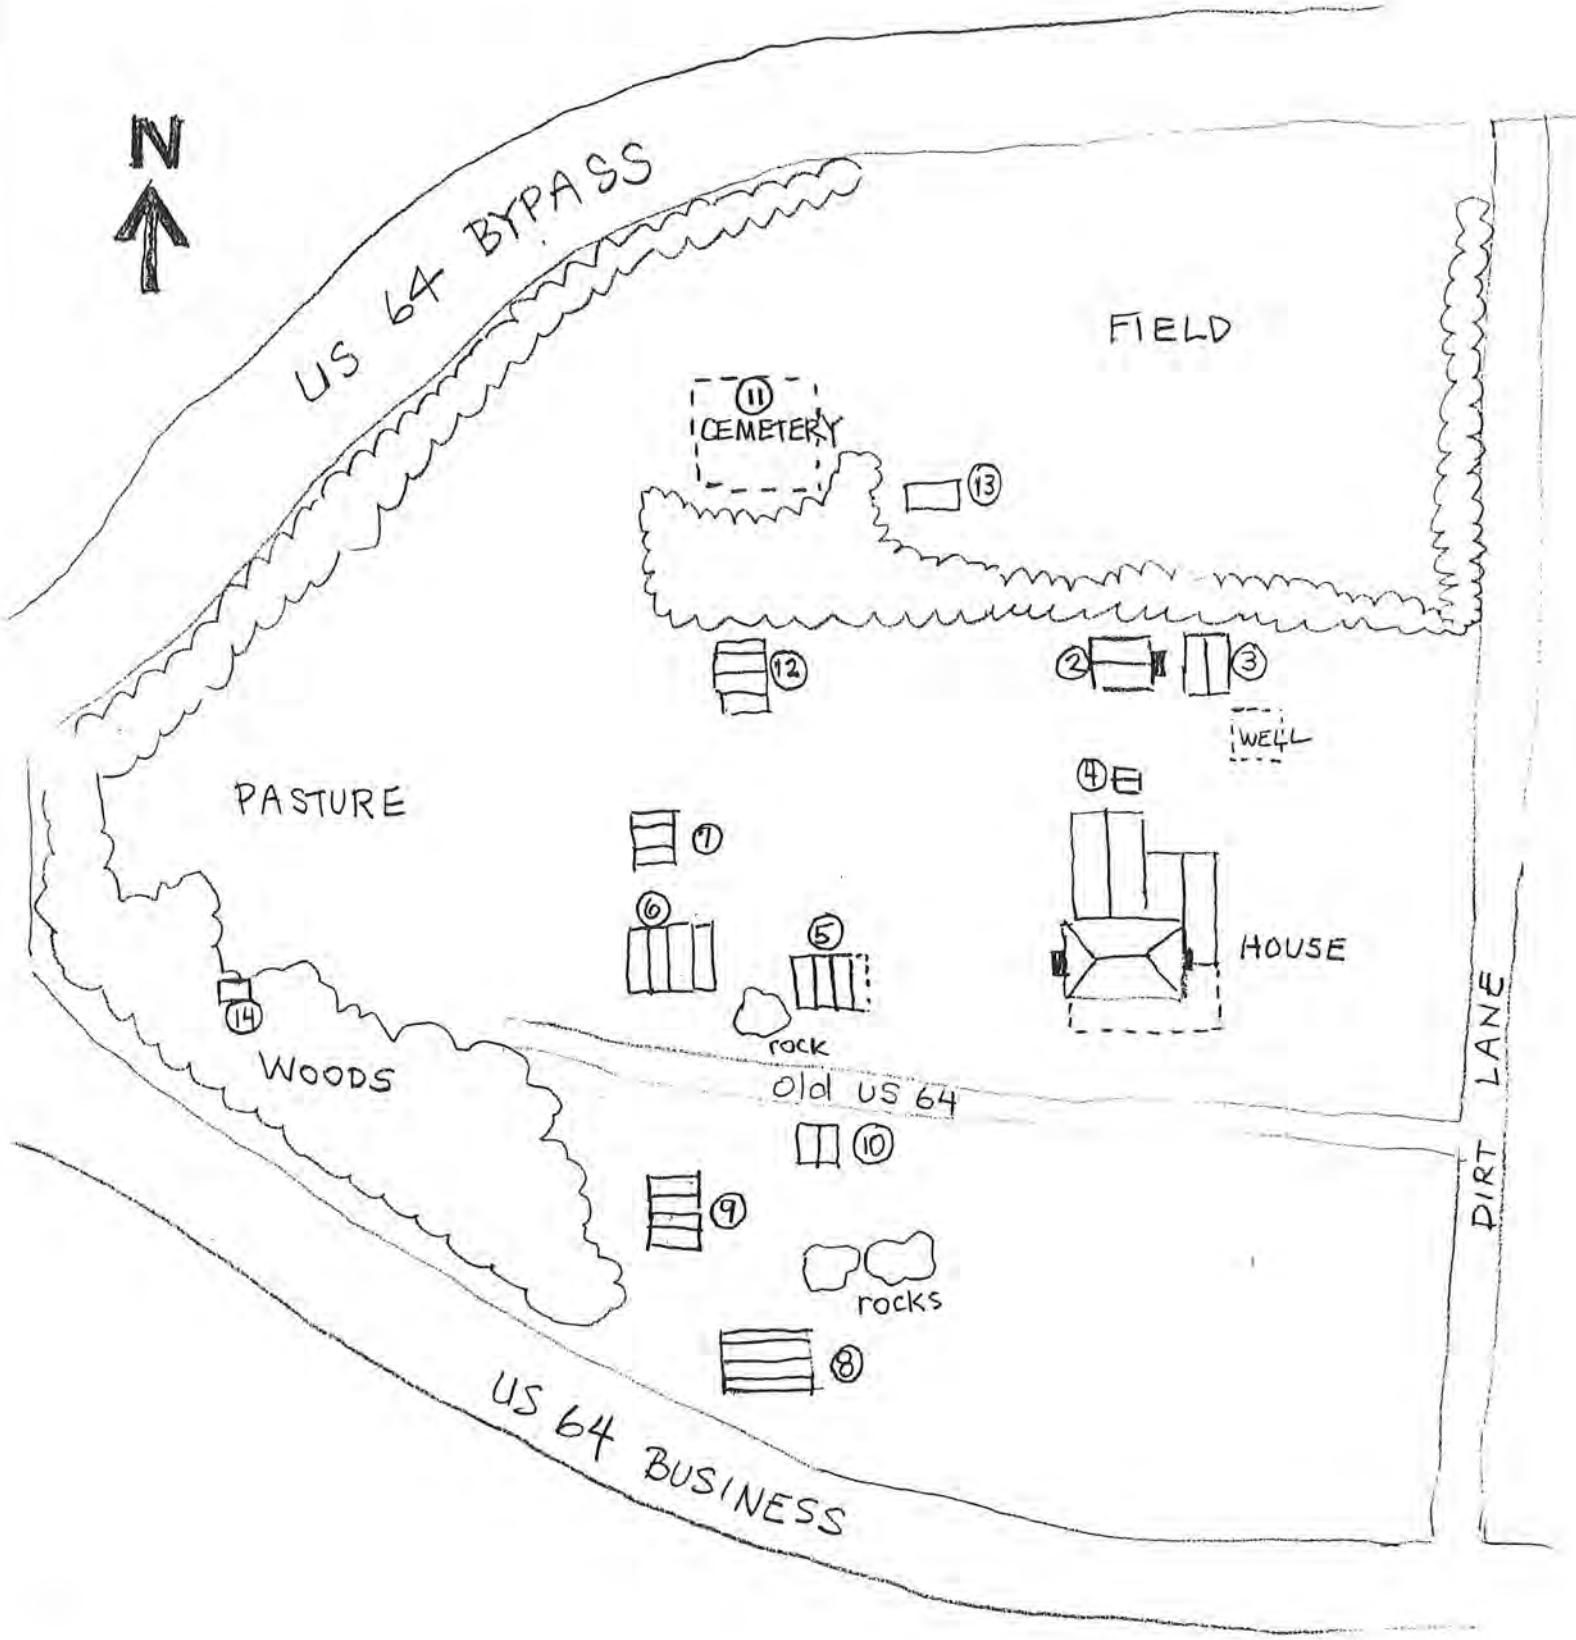 N
US 64 BYPASS
FIELD
11
CEMETERY
13
12
2
3
WELL
4
PASTURE
7
6
5
HOUSE
14
rock
WOODS
Old US 64
10
DIRT LANE
9
rocks
8
US 64 BUSINESS